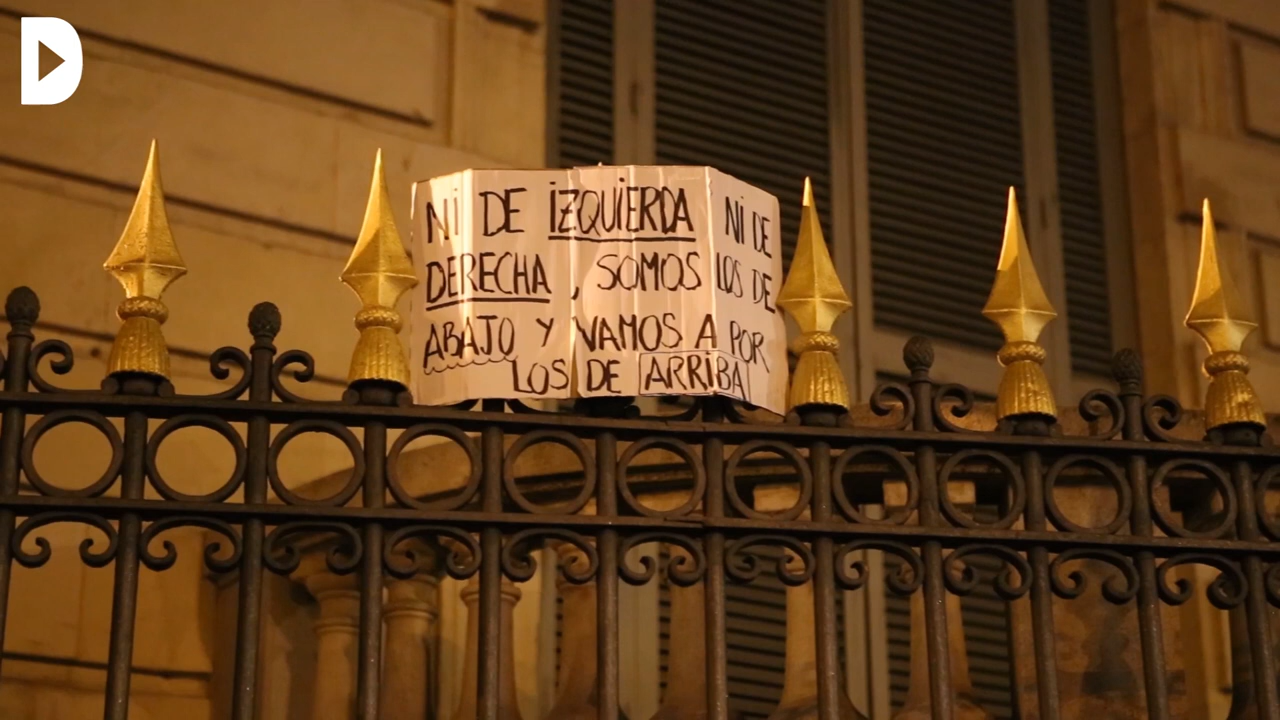 D
NI DE IZQUIERDA NI DE
DERECHA, SOMOS LOS DE
ABAJO Y VAMOS A POR
LOS DE ARRIBA